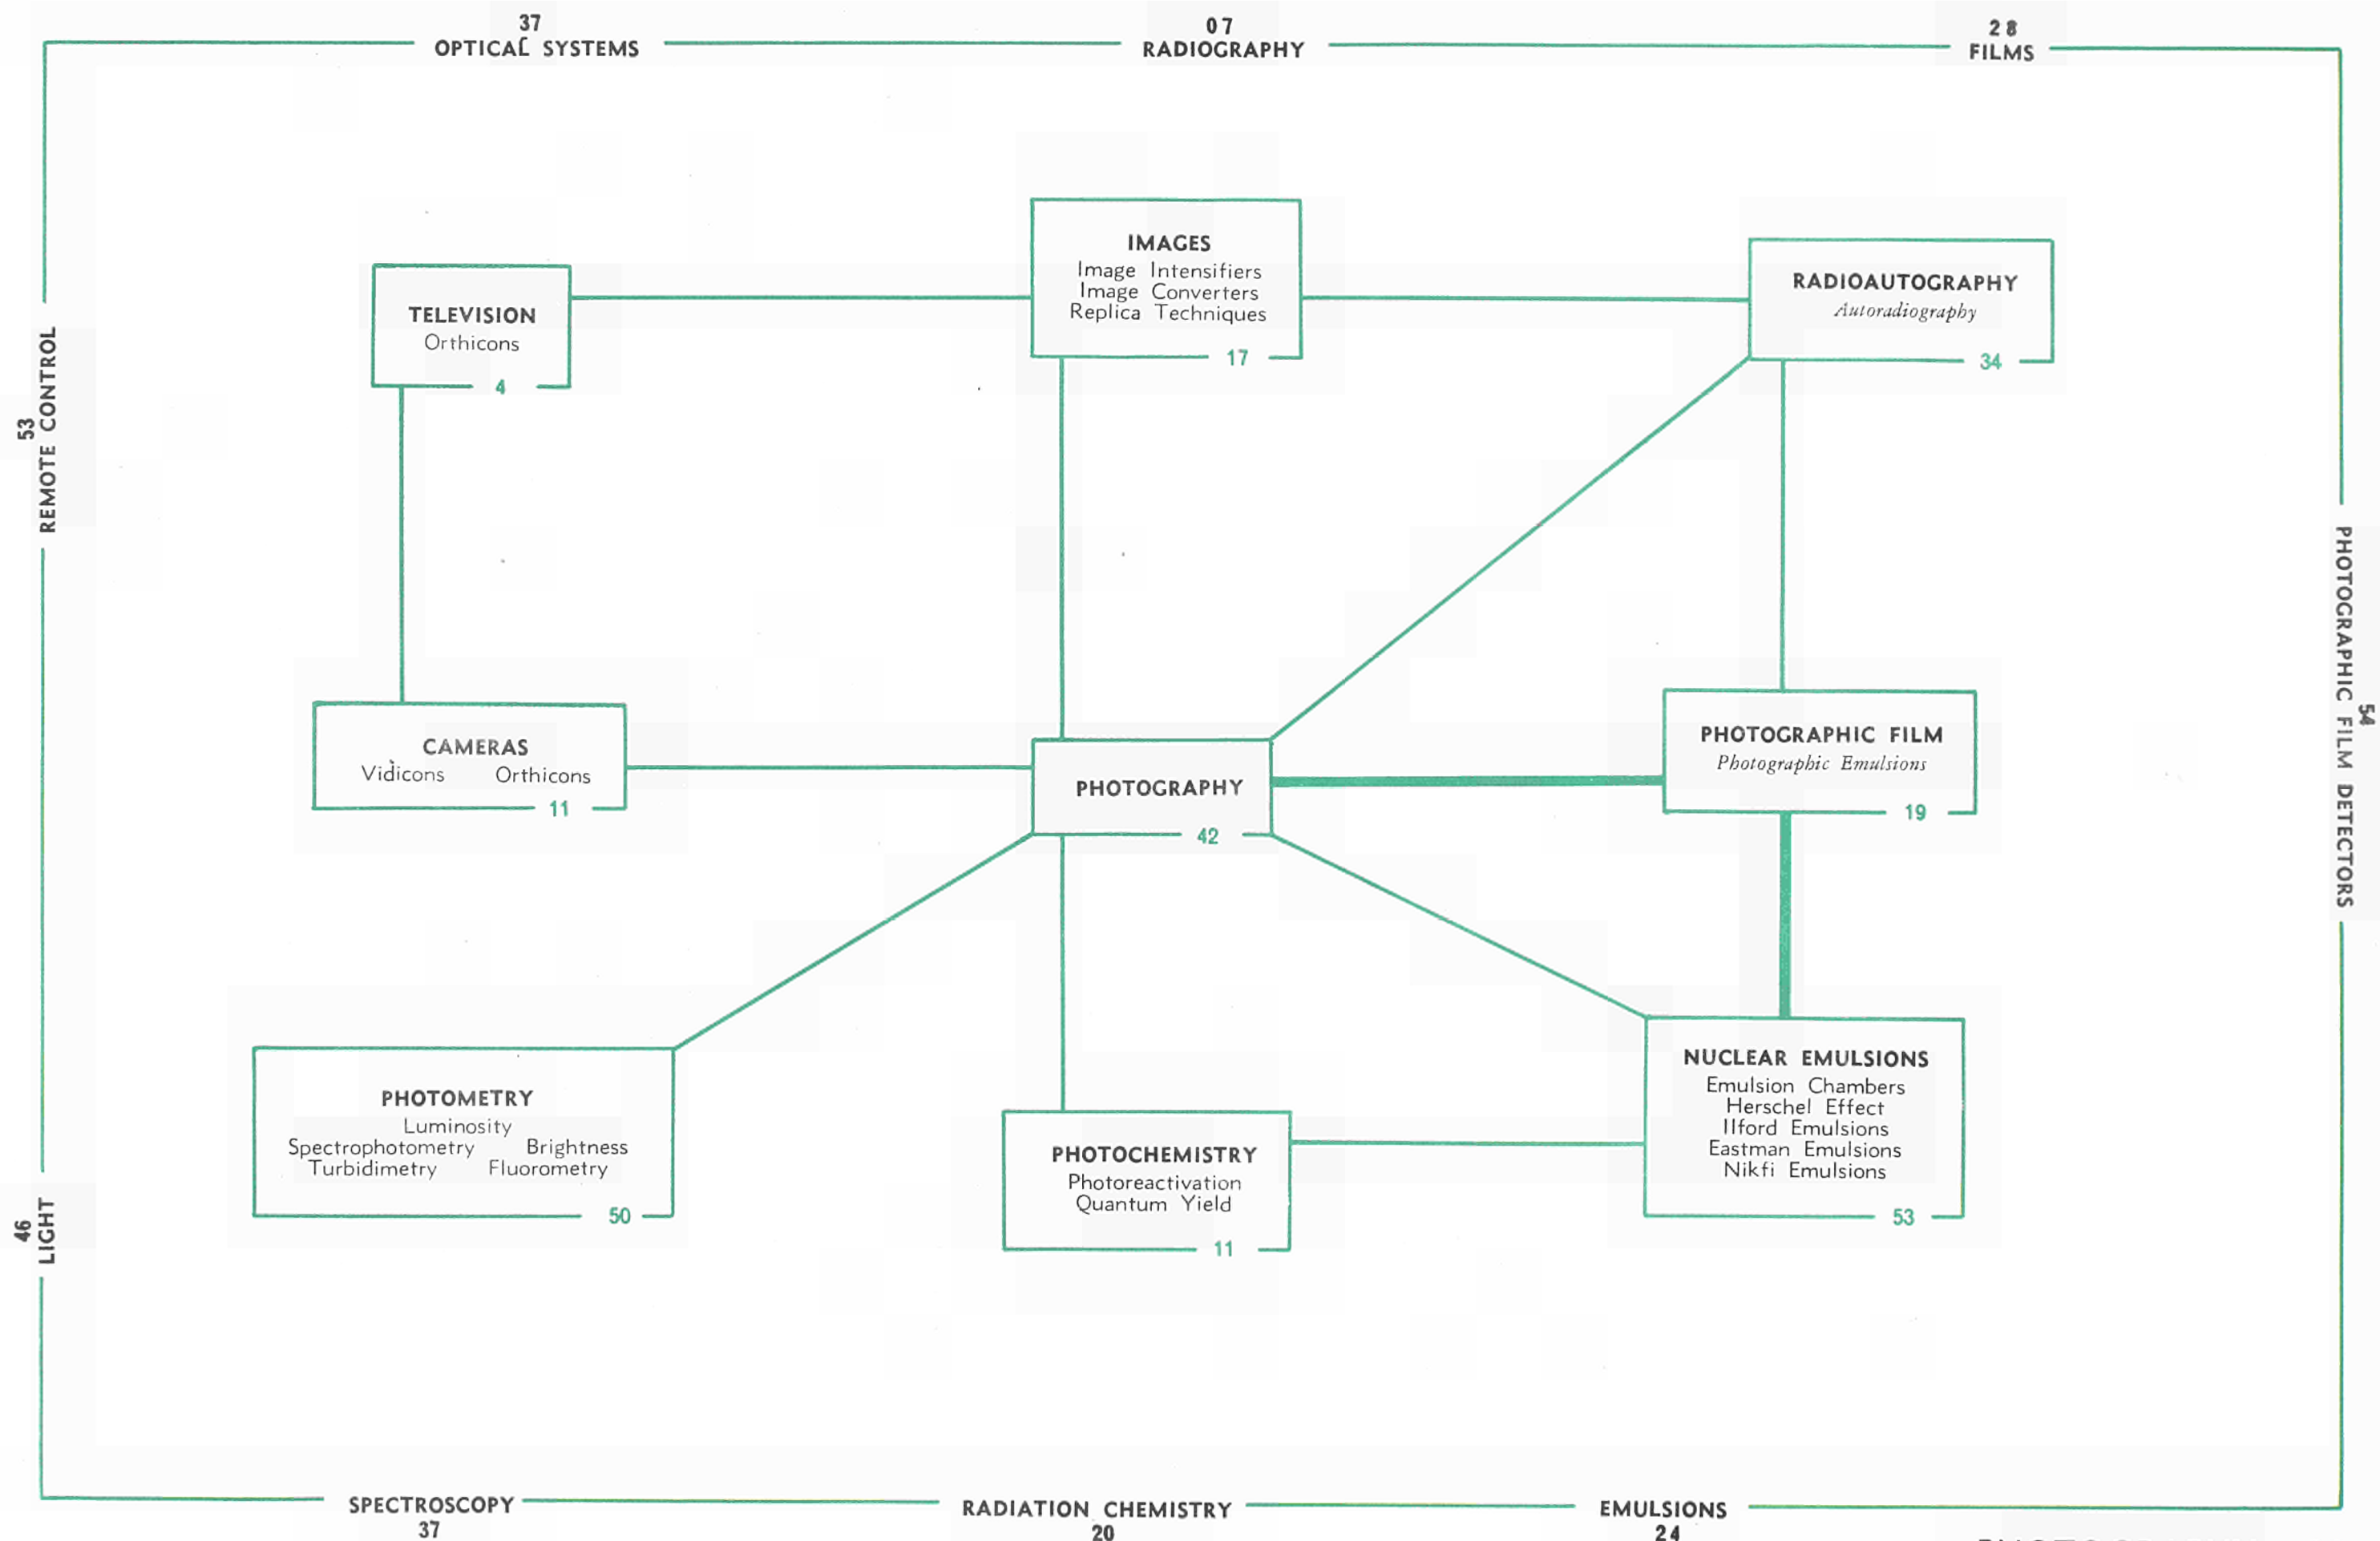 37
OPTICAL SYSTEMS
07
RADIOGRAPHY
28
FILMS
53
REMOTE CONTROL
46
LIGHT
IMAGES
Image Intensifiers
Image Converters
Replica Techniques
17
RADIOAUTOGRAPHY
Autoradiography
34
TELEVISION
Orthicons
4
CAMERAS
Vidicons Orthicons
11
PHOTOGRAPHY
42
PHOTOGRAPHIC FILM
Photographic Emulsions
19
54
PHOTOGRAPHIC FILM DETECTORS
PHOTOMETRY
Luminosity
Spectrophotometry Brightness
Turbidimetry Fluorometry
50
PHOTOCHEMISTRY
Photoreactivation
Quantum Yield
11
NUCLEAR EMULSIONS
Emulsion Chambers
Herschel Effect
Ilford Emulsions
Eastman Emulsions
Nikfi Emulsions
53
SPECTROSCOPY
37
RADIATION CHEMISTRY
20
EMULSIONS
24